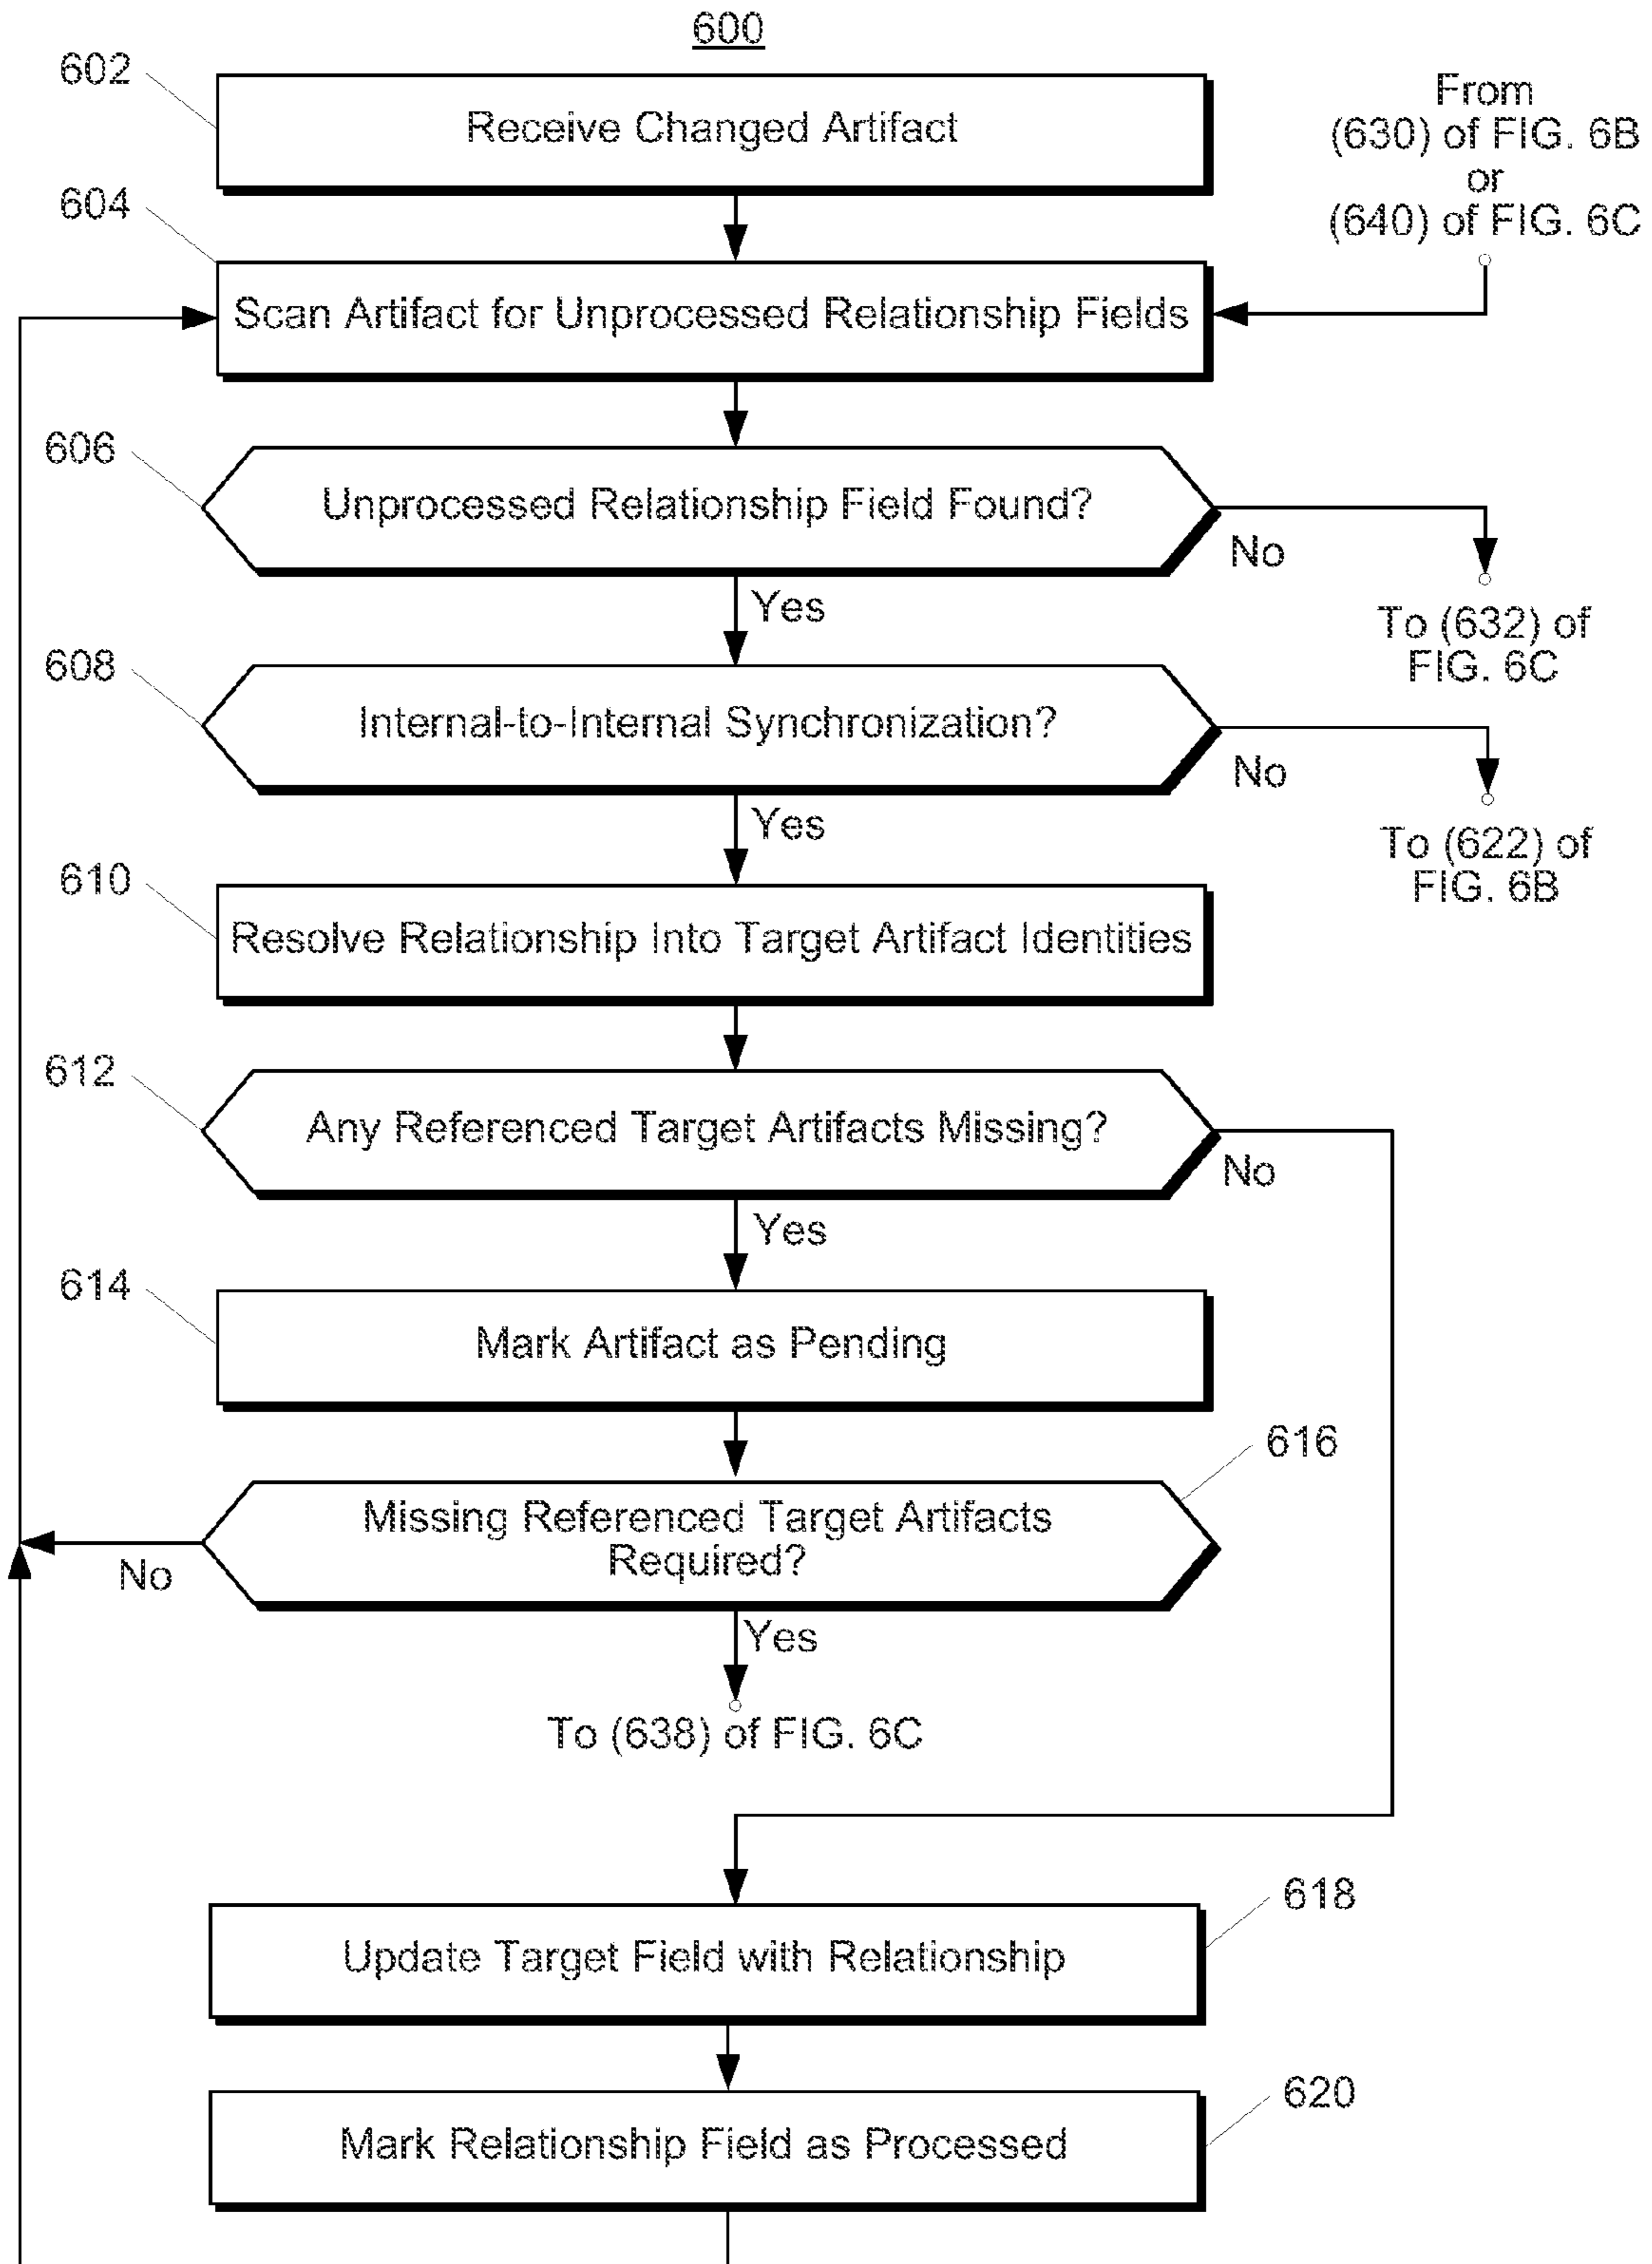 600
602
Receive Changed Artifact
From
(630) of FIG. 6B
or
(640) of FIG. 6C
604
Scan Artifact for Unprocessed Relationship Fields
606
Unprocessed Relationship Field Found?
No
To (632) of
FIG. 6C
Yes
608
Internal-to-Internal Synchronization?
No
To (622) of
FIG. 6B
Yes
610
Resolve Relationship Into Target Artifact Identities
612
Any Referenced Target Artifacts Missing?
No
Yes
614
Mark Artifact as Pending
616
Missing Referenced Target Artifacts
Required?
No
Yes
To (638) of FIG. 6C
618
Update Target Field with Relationship
620
Mark Relationship Field as Processed